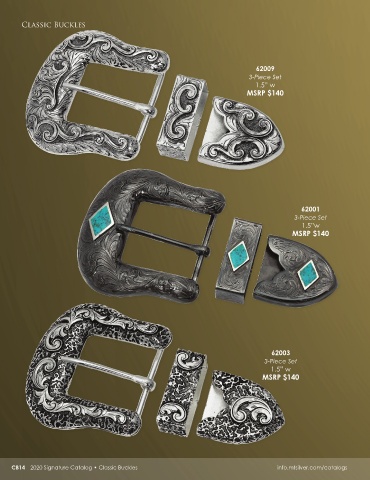 Classic Buckles
62009
3-Piece Set
1.5" w
MSRP $140
62001
3-Piece Set
1.5"w
MSRP $140
62003
3-Piece Set
1.5" w
MSRP $140
CB14 2020 Signature Catalog • Classic Buckles
info.mfsilver.com/catalogs